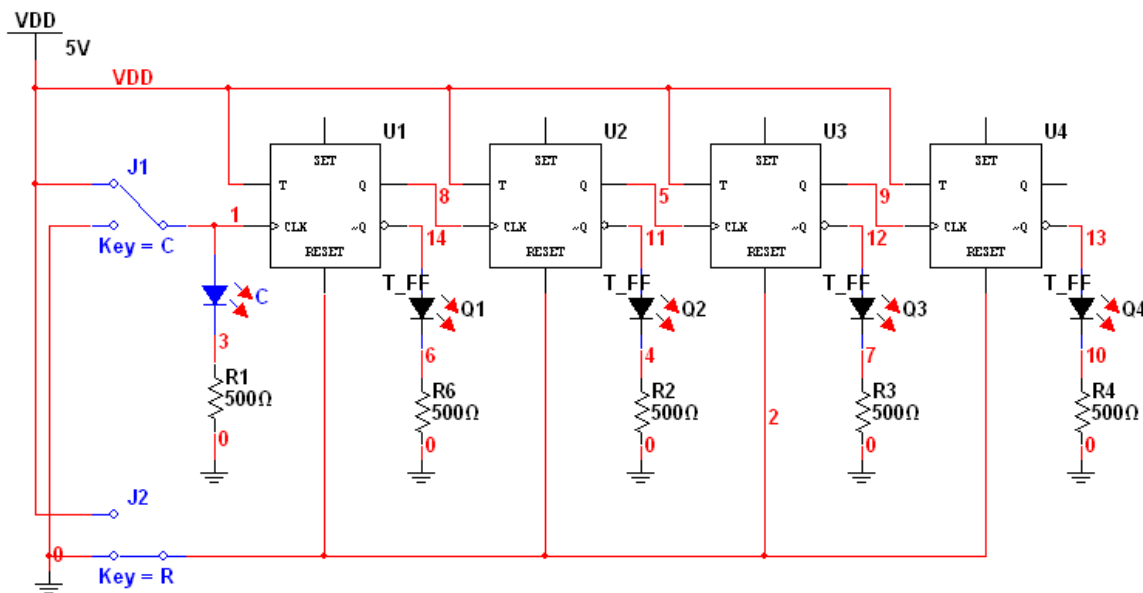 VDD
5V
VDD
U1 U2 U3 U4
SET SET SET SET
J1
T Q T Q T Q T Q
8 5 9
1
CLK ~Q CLK ~Q CLK ~Q CLK ~Q
Key = C
14 11 12 13
RESET RESET RESET RESET
T_FF T_FF T_FF T_FF
C Q1 Q2 Q3 Q4
3 6 4 7 10
R1 R6 R2 R3 R4
500Ω 500Ω 500Ω 500Ω 500Ω
2
0 0 0 0 0
J2
0
Key = R